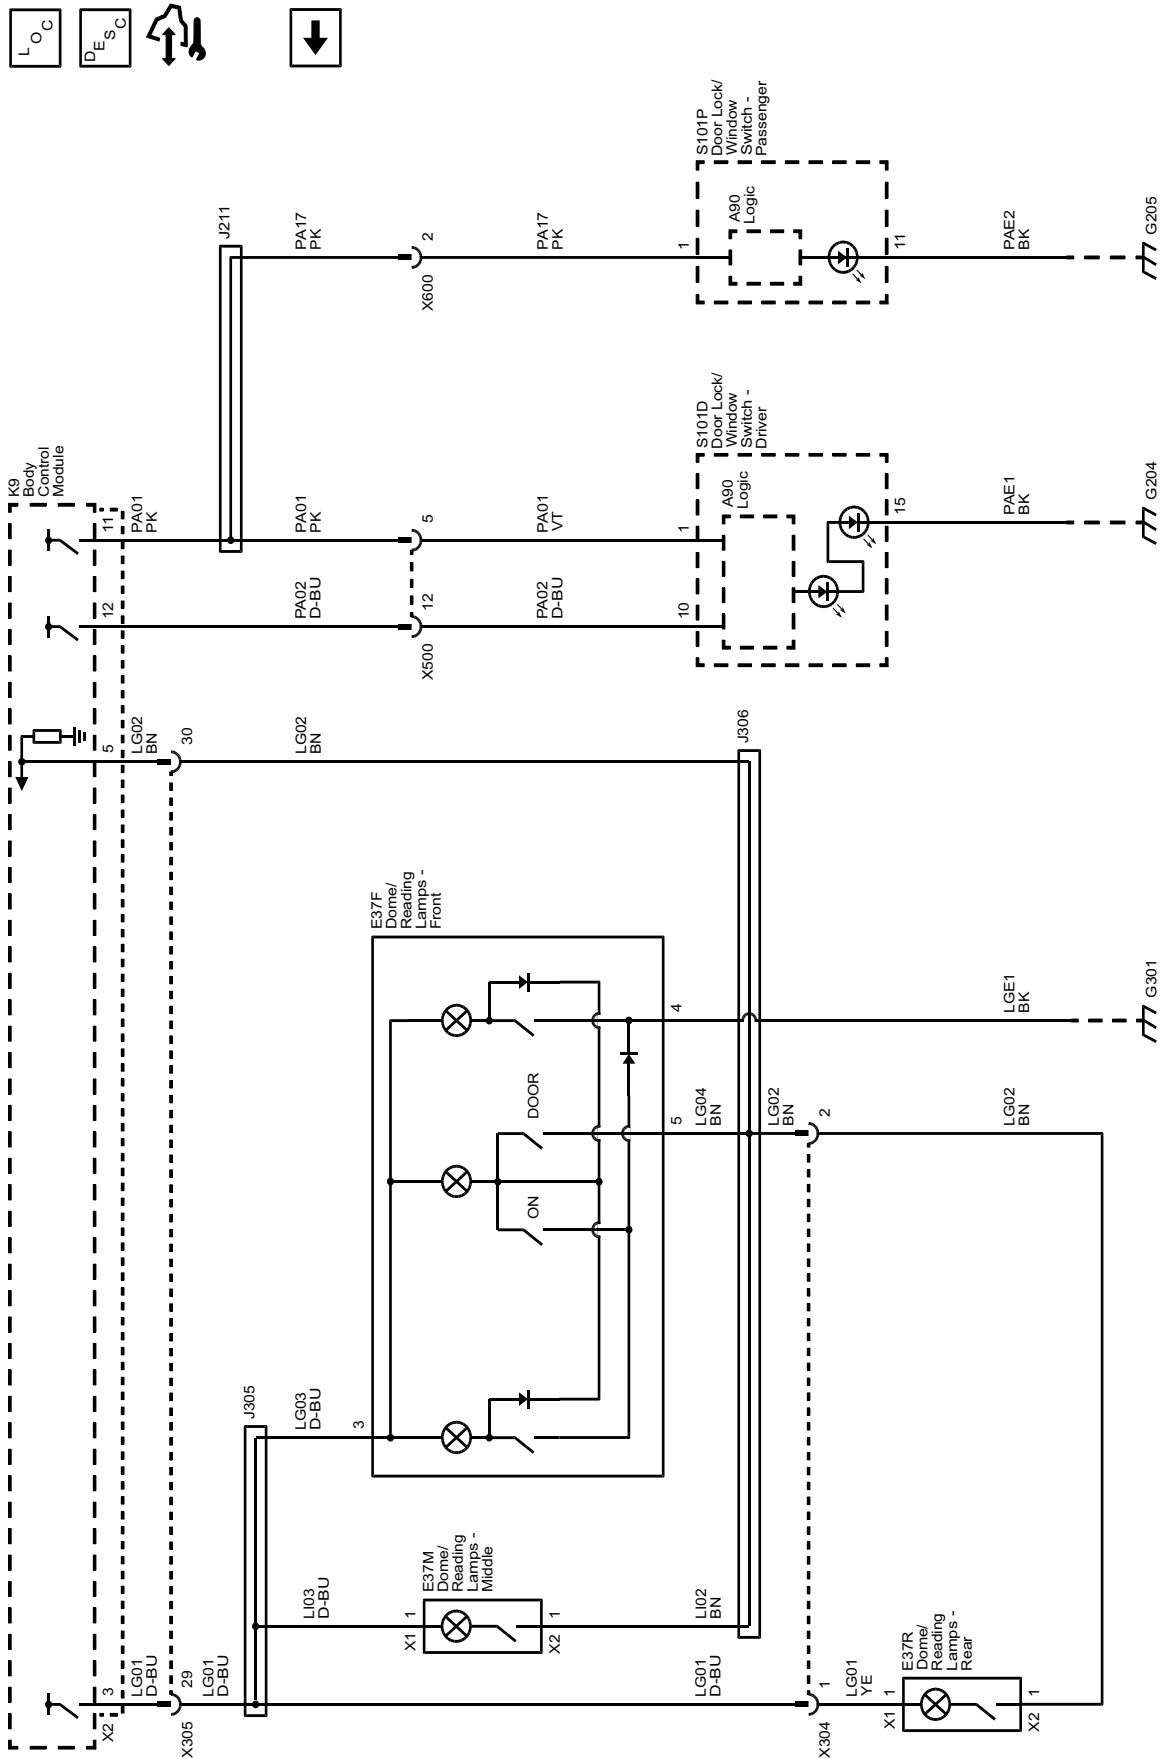 LOC
DESC
K9
Body
Control
Module
X2
3
5
12
11
LG01
D-BU
LG02
BN
PA01
PK
X305
29
30
LG01
D-BU
J305
J211
LI03
D-BU
LG03
D-BU
LG02
BN
PA02
D-BU
PA01
PK
PA17
PK
3
E37F
Dome/
Reading
Lamps -
Front
X500
12
5
X600
2
X1
1
E37M
Dome/
Reading
Lamps -
Middle
ON
DOOR
PA02
D-BU
PA01
VT
PA17
PK
X2
1
5
4
10
1
1
S101D
Door Lock/
Window
Switch -
Driver
S101P
Door Lock/
Window
Switch -
Passenger
A90
Logic
A90
Logic
LG01
D-BU
LI02
BN
LG04
BN
J306
LG02
BN
X304
1
2
LG01
YE
X1
1
E37R
Dome/
Reading
Lamps -
Rear
15
11
X2
1
LG02
BN
LGE1
BK
PAE1
BK
PAE2
BK
G301
G204
G205